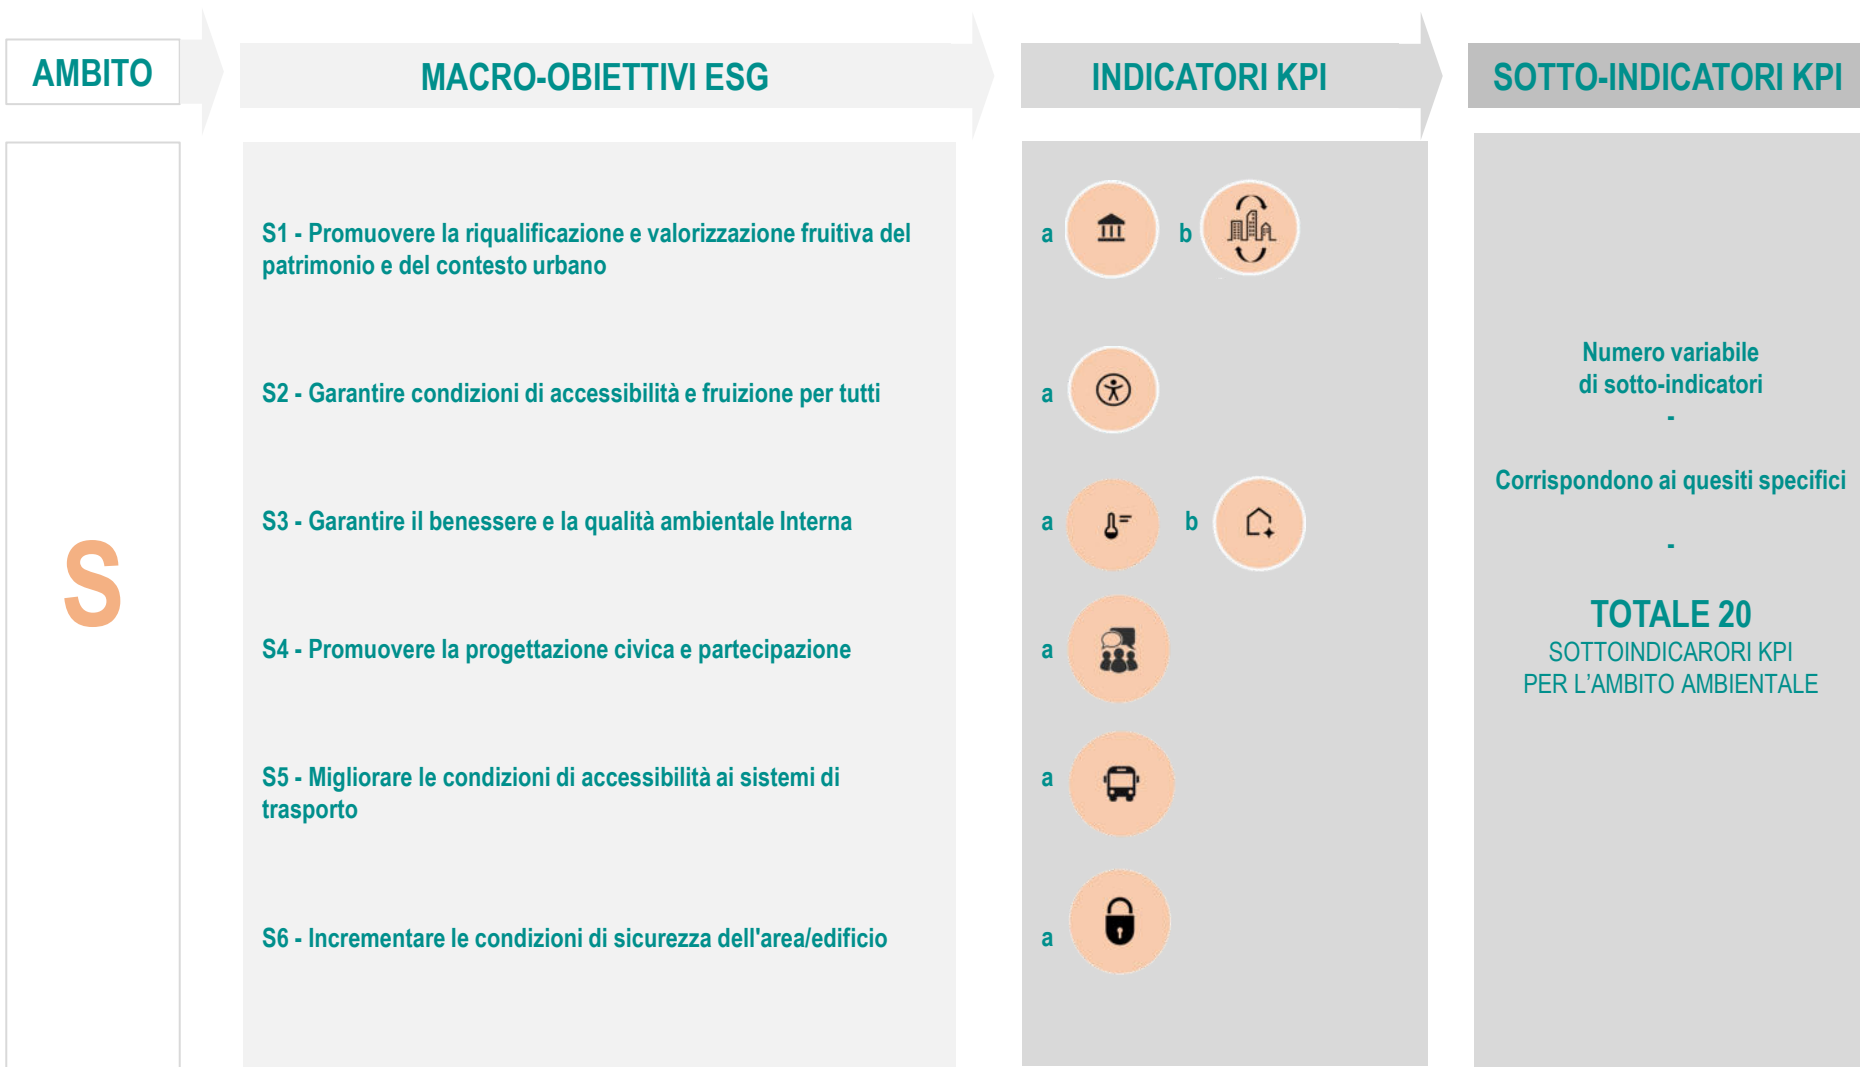 AMBITO
MACRO-OBIETTIVI ESG
INDICATORI KPI
SOTTO-INDICATORI KPI
S
S1 - Promuovere la riqualificazione e valorizzazione fruitiva del
patrimonio e del contesto urbano
a
b
S2 - Garantire condizioni di accessibilità e fruizione per tutti
a
S3 - Garantire il benessere e la qualità ambientale Interna
a
b
S4 - Promuovere la progettazione civica e partecipazione
a
S5 - Migliorare le condizioni di accessibilità ai sistemi di
trasporto
a
S6 - Incrementare le condizioni di sicurezza dell'area/edificio
a
Numero variabile
di sotto-indicatori
-
Corrispondono ai quesiti specifici
-
TOTALE 20
SOTTOINDICARORI KPI
PER L’AMBITO AMBIENTALE